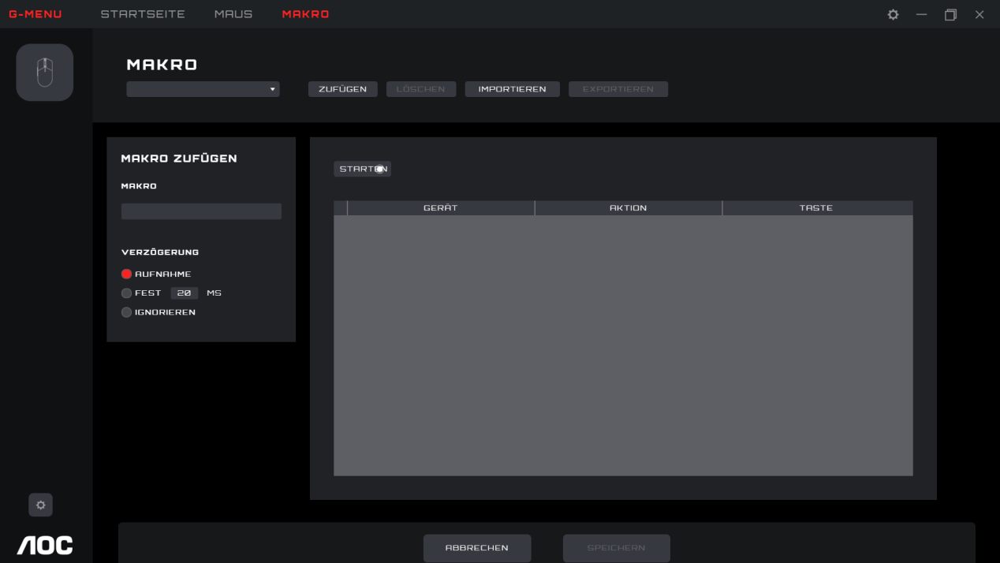 G-MENU STARTSEITE MAUS MAKRO
MAKRO
ZUFÜGEN LÖSCHEN IMPORTIEREN EXPORTIEREN
MAKRO ZUFÜGEN
MAKRO
VERZÖGERUNG
AUFNAHME
FEST 20 MS
IGNORIEREN
STARTEN
GERÄT AKTION TASTE
AOC
ABBRECHEN SPEICHERN